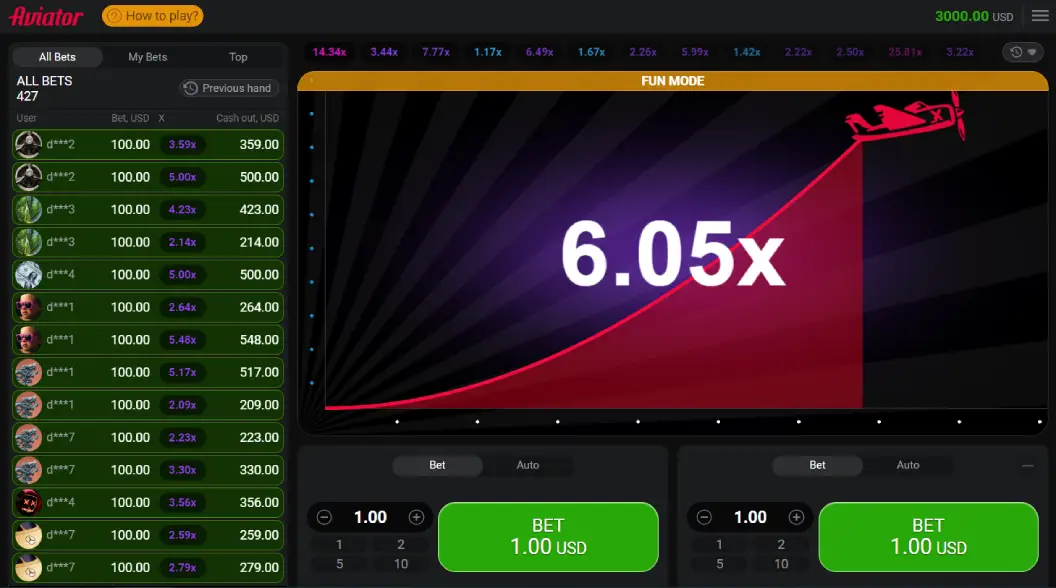 Aviator
? How to play?
3000.00 USD
All Bets My Bets Top
ALL BETS
427
Previous hand
User Bet, USD X Cash out, USD
d***2 100.00 3.59x 359.00
d***2 100.00 5.00x 500.00
d***3 100.00 4.23x 423.00
d***3 100.00 2.14x 214.00
d***4 100.00 5.00x 500.00
d***1 100.00 2.64x 264.00
d***1 100.00 5.48x 548.00
d***1 100.00 5.17x 517.00
d***1 100.00 2.09x 209.00
d***7 100.00 2.23x 223.00
d***7 100.00 3.30x 330.00
d***4 100.00 3.56x 356.00
d***7 100.00 2.59x 259.00
d***7 100.00 2.79x 279.00
14.34x 3.44x 7.77x 1.17x 6.49x 1.67x 2.26x 5.99x 1.42x 2.22x 2.50x 25.81x 3.22x
FUN MODE
X
6.05x
Bet Auto
1.00
1 2
5 10
BET
1.00 USD
Bet Auto
1.00
1 2
5 10
BET
1.00 USD